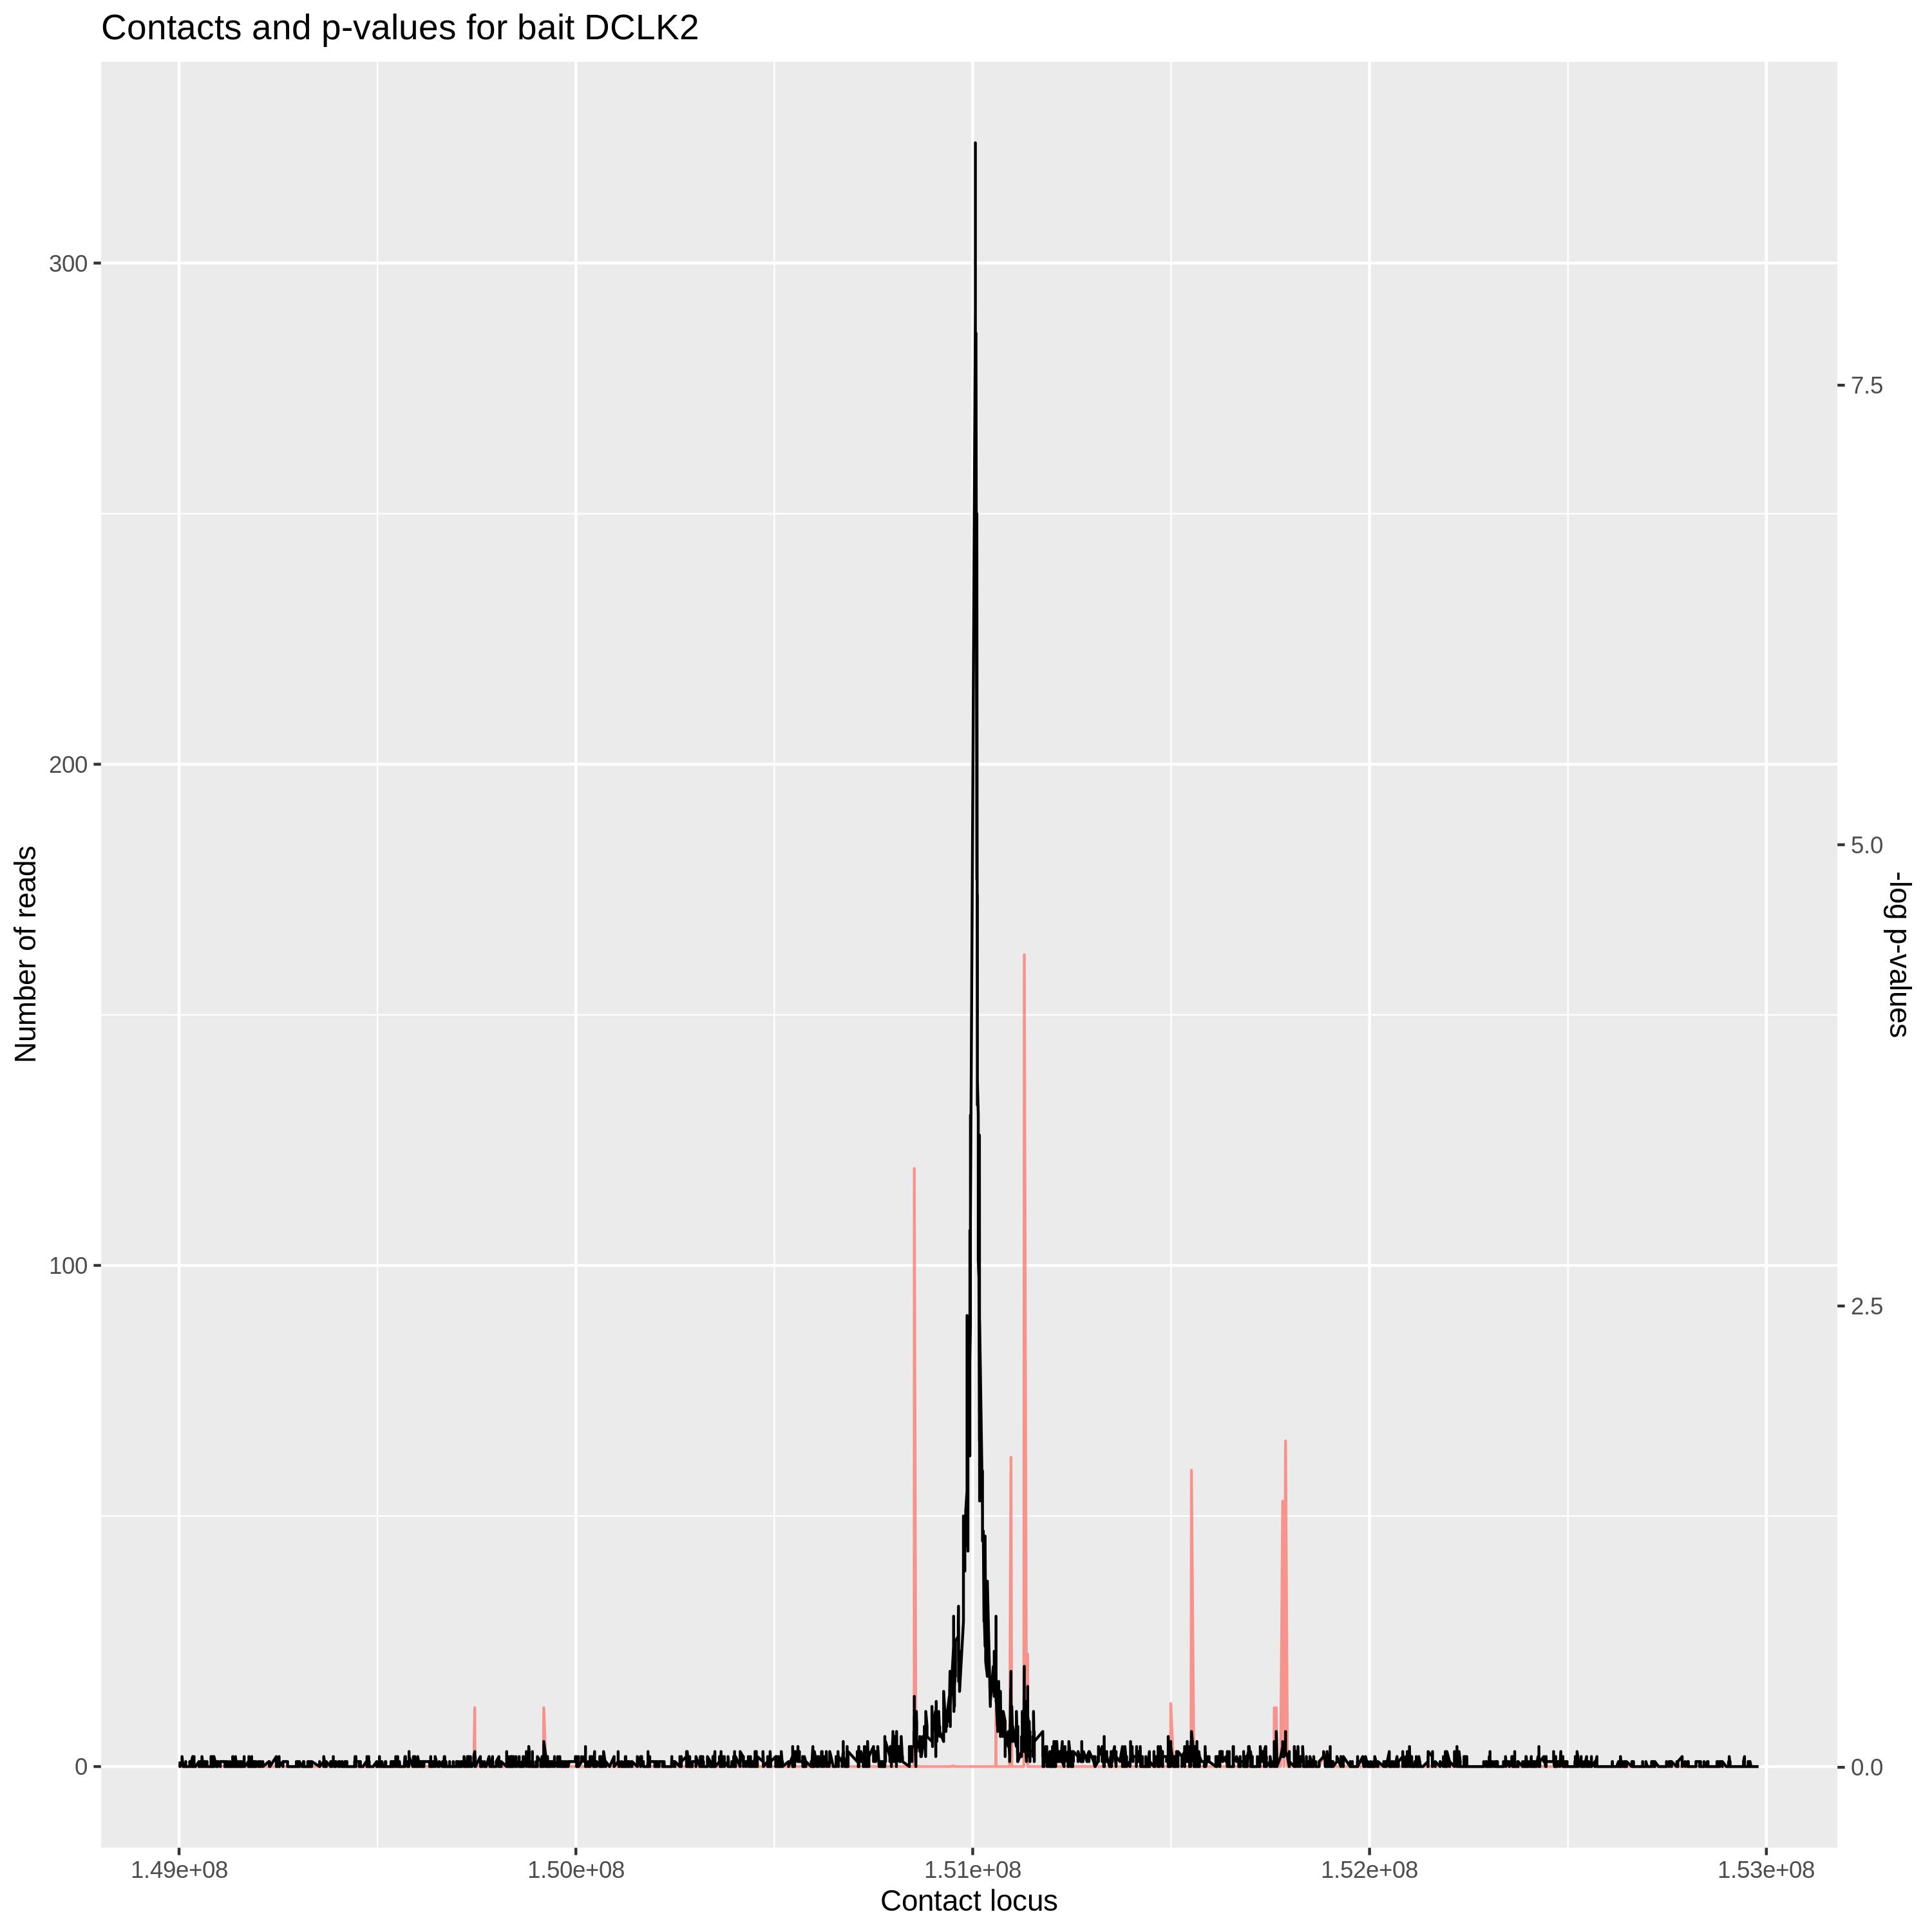 Contacts and p-values for bait DCLK2
Number of reads
300
200
100
0
7.5
5.0
2.5
0.0
-log p-values
1.49e+08
1.50e+08
1.51e+08
1.52e+08
1.53e+08
Contact locus